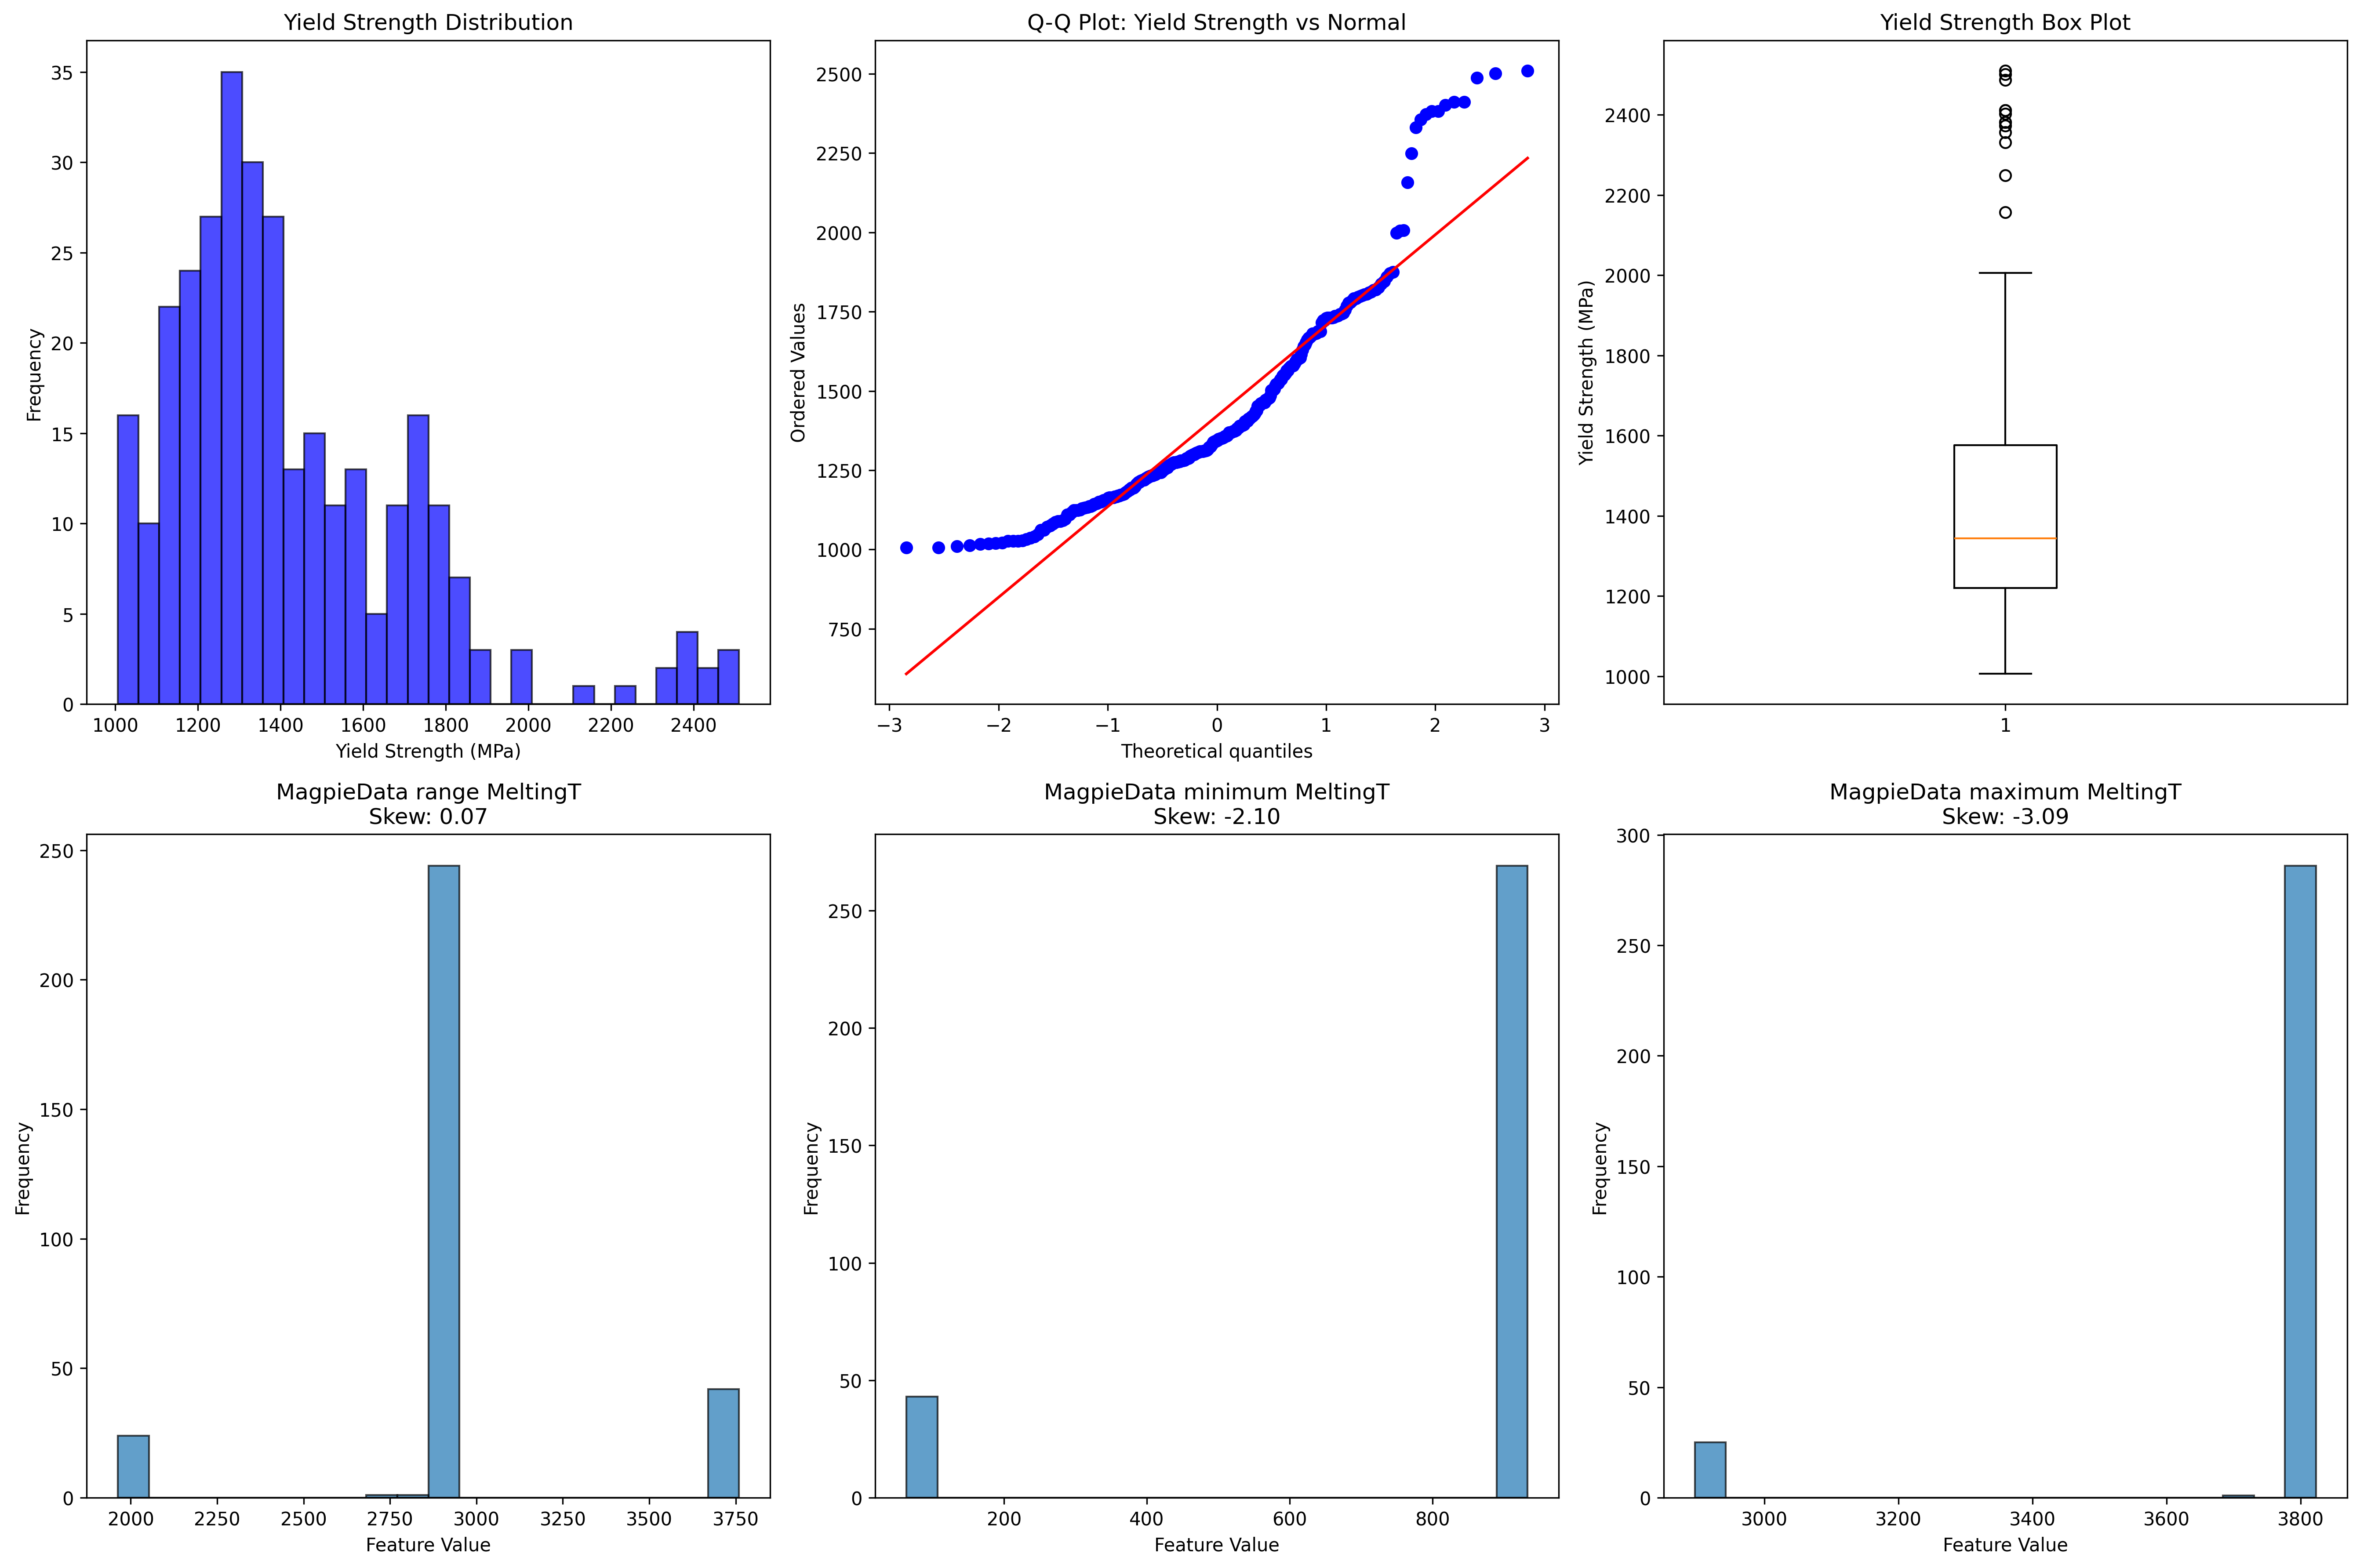 Yield Strength Distribution
35
30
25
20
15
10
5
0
Frequency
1000 1200 1400 1600 1800 2000 2200 2400
Yield Strength (MPa)
Q-Q Plot: Yield Strength vs Normal
2500
2250
2000
1750
1500
1250
1000
750
Ordered Values
−3 −2 −1 0 1 2 3
Theoretical quantiles
Yield Strength Box Plot
2400
2200
2000
1800
1600
1400
1200
1000
Yield Strength (MPa)
1
MagpieData range MeltingT
Skew: 0.07
250
200
150
100
50
0
Frequency
2000 2250 2500 2750 3000 3250 3500 3750
Feature Value
MagpieData minimum MeltingT
Skew: -2.10
250
200
150
100
50
0
Frequency
200 400 600 800
Feature Value
MagpieData maximum MeltingT
Skew: -3.09
300
250
200
150
100
50
0
Frequency
3000 3200 3400 3600 3800
Feature Value